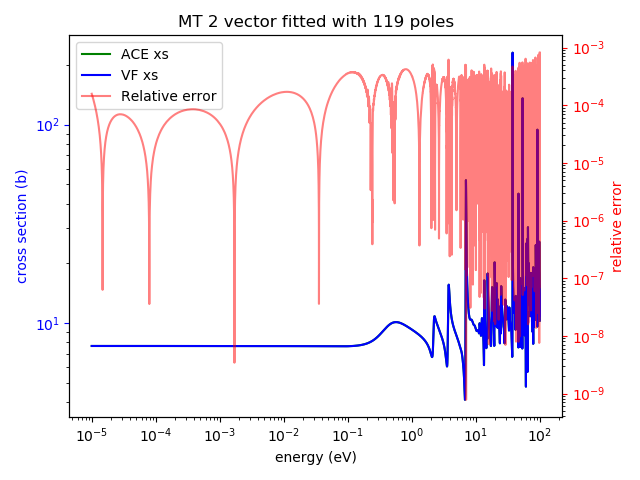 MT 2 vector fitted with 119 poles
ACE xs
VF xs
Relative error
cross section (b)
10²
10¹
relative error
10⁻³
10⁻⁴
10⁻⁵
10⁻⁶
10⁻⁷
10⁻⁸
10⁻⁹
10⁻⁵ 10⁻⁴ 10⁻³ 10⁻² 10⁻¹ 10⁰ 10¹ 10²
energy (eV)